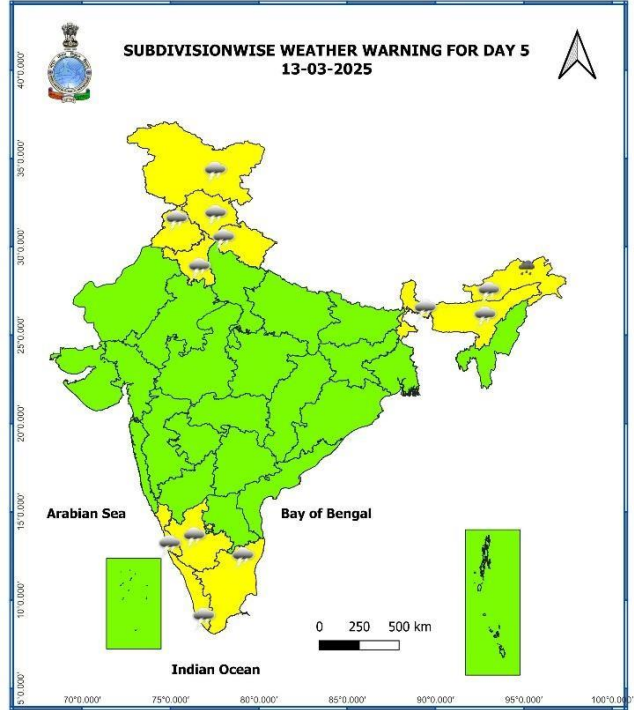 SUBDIVISIONWISE WEATHER WARNING FOR DAY 5
13-03-2025
40°0.000'
35°0.000'
30°0.000'
25°0.000'
20°0.000'
15°0.000'
10°0.000'
5°0.000'
Arabian Sea
Bay of Bengal
0 250 500 km
Indian Ocean
70°0.000' 75°0.000' 80°0.000' 85°0.000' 90°0.000' 95°0.000' 100°0.000'